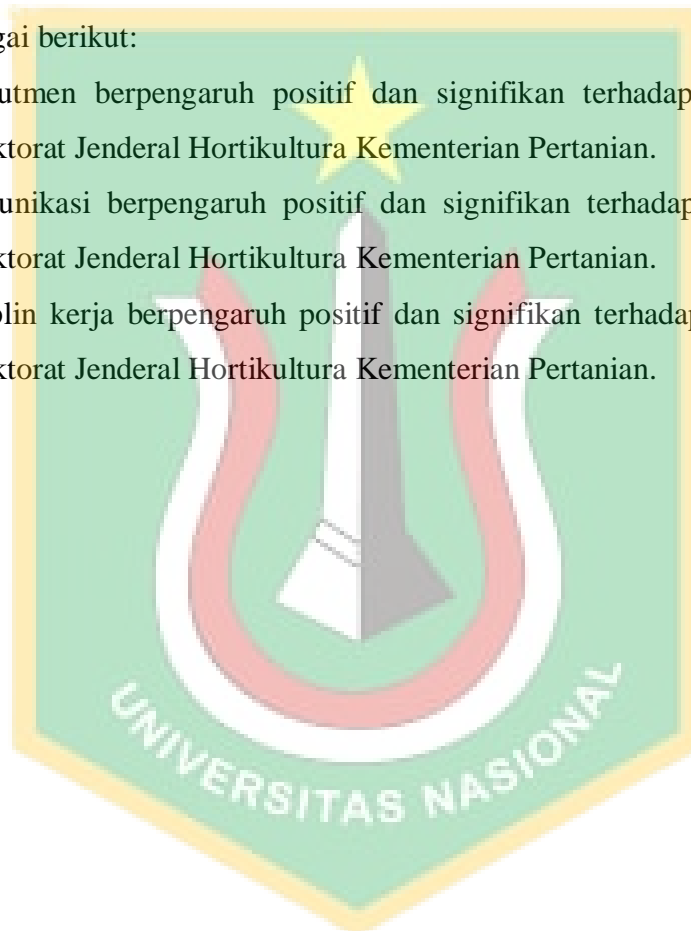 gai berikut:
utmen berpengaruh positif dan signifikan terhadap
ktorat Jenderal Hortikultura Kementerian Pertanian.
unikasi berpengaruh positif dan signifikan terhadap
ktorat Jenderal Hortikultura Kementerian Pertanian.
olin kerja berpengaruh positif dan signifikan terhadap
ktorat Jenderal Hortikultura Kementerian Pertanian.
UNIVERSITAS NASIONAL